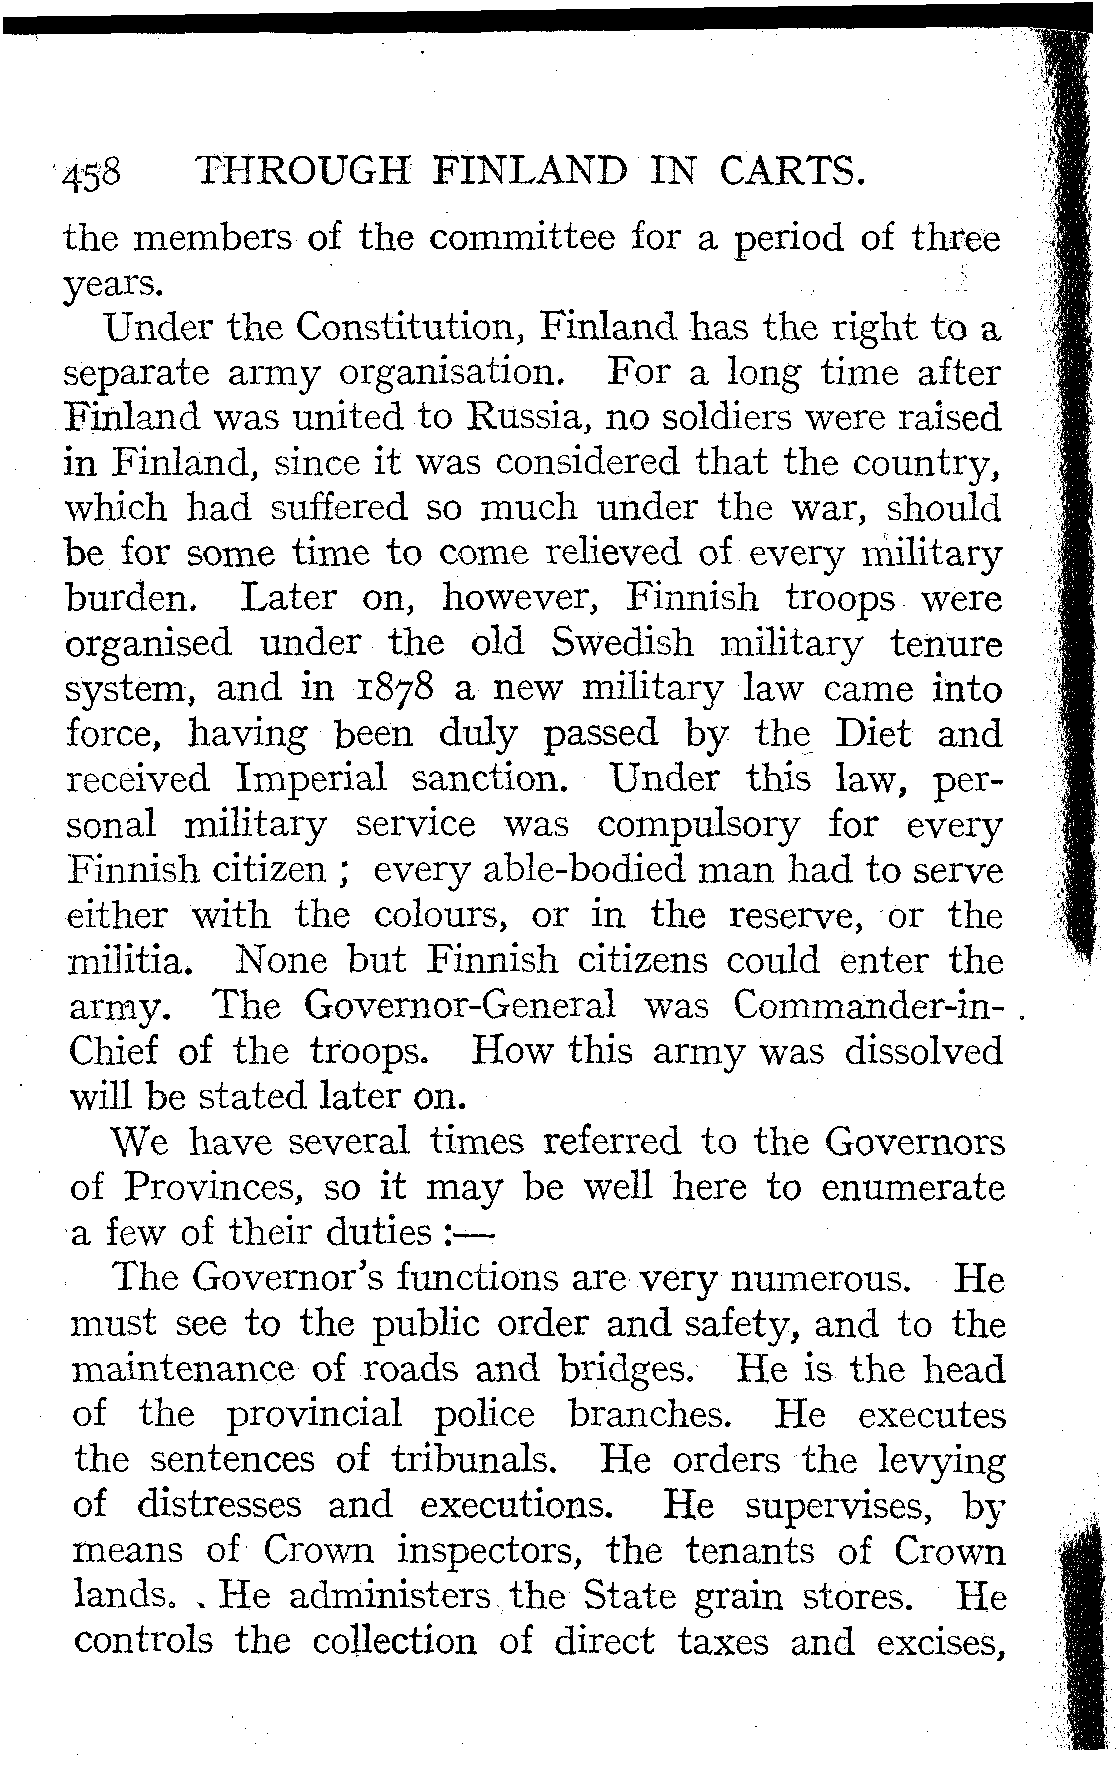 458 THROUGH FINLAND IN CARTS.
the members of the committee for a period of three
years.
Under the Constitution, Finland has the right to a
separate army organisation. For a long time after
Finland was united to Russia, no soldiers were raised
in Finland, since it was considered that the country,
which had suffered so much under the war, should
be for some time to come relieved of every military
burden. Later on, however, Finnish troops were
organised under the old Swedish military tenure
system, and in 1878 a new military law came into
force, having been duly passed by the Diet and
received Imperial sanction. Under this law, per-
sonal military service was compulsory for every
Finnish citizen ; every able-bodied man had to serve
either with the colours, or in the reserve, or the
militia. None but Finnish citizens could enter the
army. The Governor-General was Commander-in-
Chief of the troops. How this army was dissolved
will be stated later on.
We have several times referred to the Governors
of Provinces, so it may be well here to enumerate
a few of their duties :—
The Governor's functions are very numerous. He
must see to the public order and safety, and to the
maintenance of roads and bridges. He is the head
of the provincial police branches. He executes
the sentences of tribunals. He orders the levying
of distresses and executions. He supervises, by
means of Crown inspectors, the tenants of Crown
lands. He administers the State grain stores. He
controls the collection of direct taxes and excises,